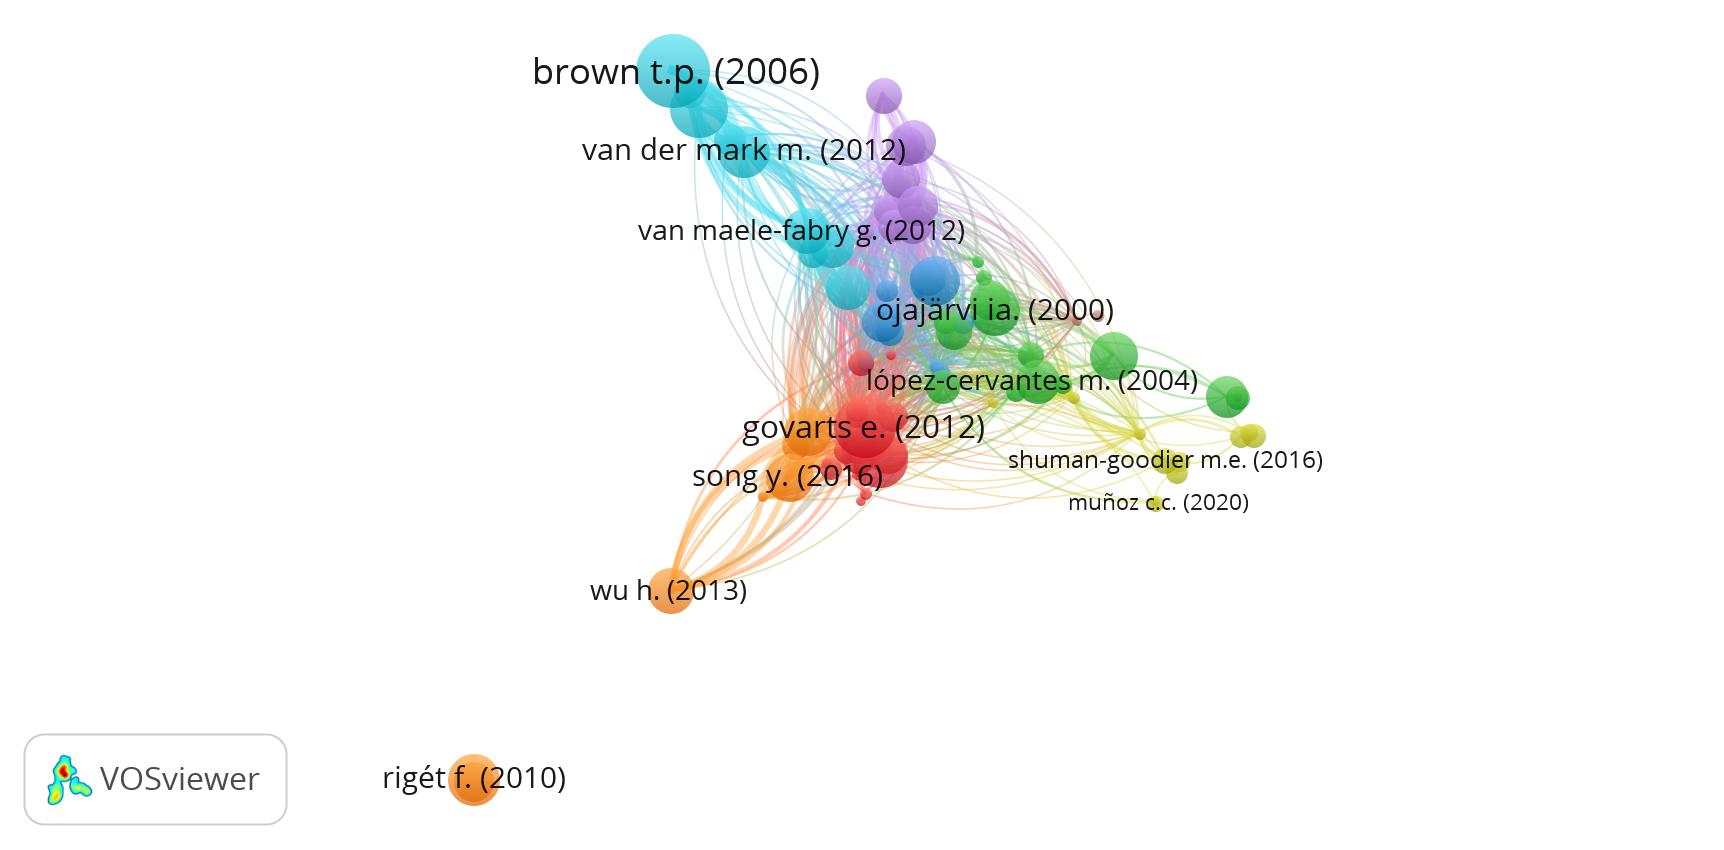 brown t.p. (2006)
van der mark m. (2012)
van maele-fabry g. (2012)
ojajärvi ia. (2000)
lópez-cervantes m. (2004)
govarts e. (2012)
shuman-goodier m.e. (2016)
song y. (2016)
muñoz c.c. (2020)
wu h. (2013)
rigét f. (2010)
VOSviewer